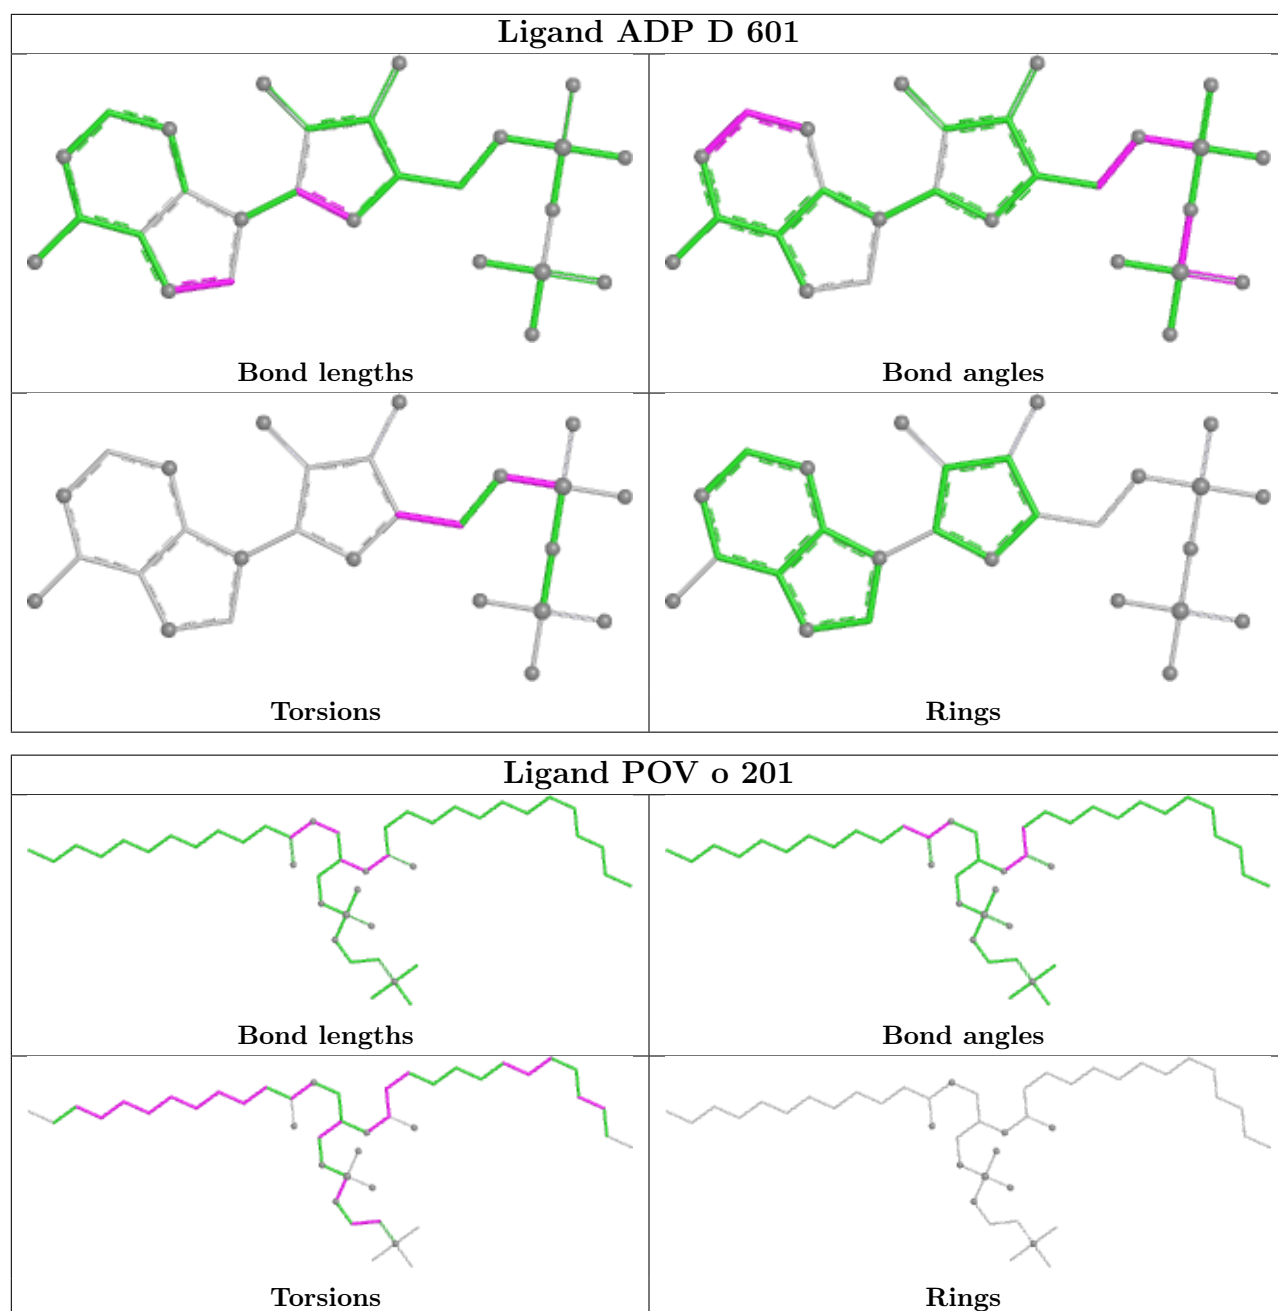 Ligand ADP D 601
Bond lengths
Bond angles
Torsions
Rings
Ligand POV o 201
Bond lengths
Bond angles
Torsions
Rings